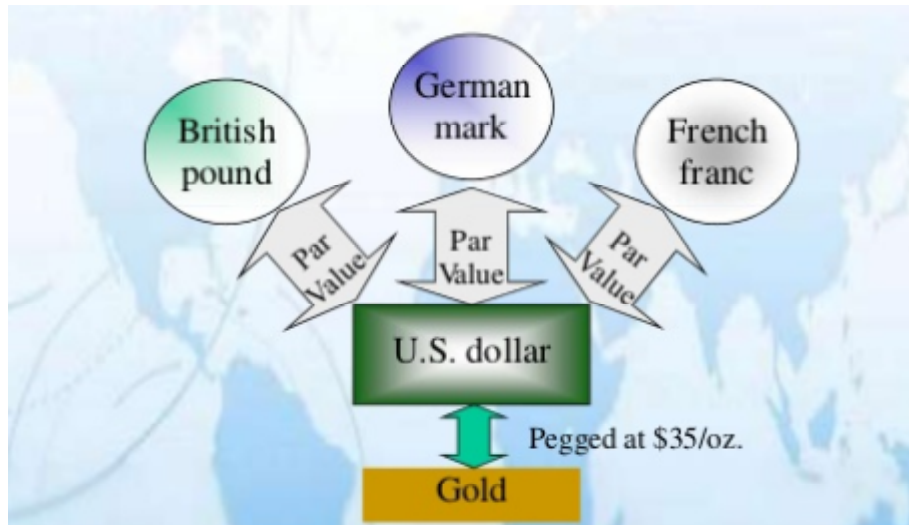 British
pound
German
mark
French
franc
Par
Value
Par
Value
Par
Value
U.S. dollar
Pegged at $35/oz.
Gold